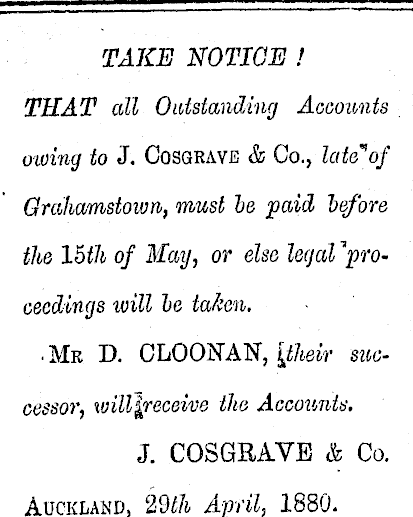 TAKE NOTICE!
THAT all Outstanding Accounts
owing to J. COSGRAVE & Co., late of
Grahamstown, must be paid before
the 15th of May, or else legal pro-
ceedings will be taken.
MR D. CLOONAN, their suc-
cessor, will receive the Accounts.
J. COSGRAVE & Co.
AUCKLAND, 29th April, 1880.